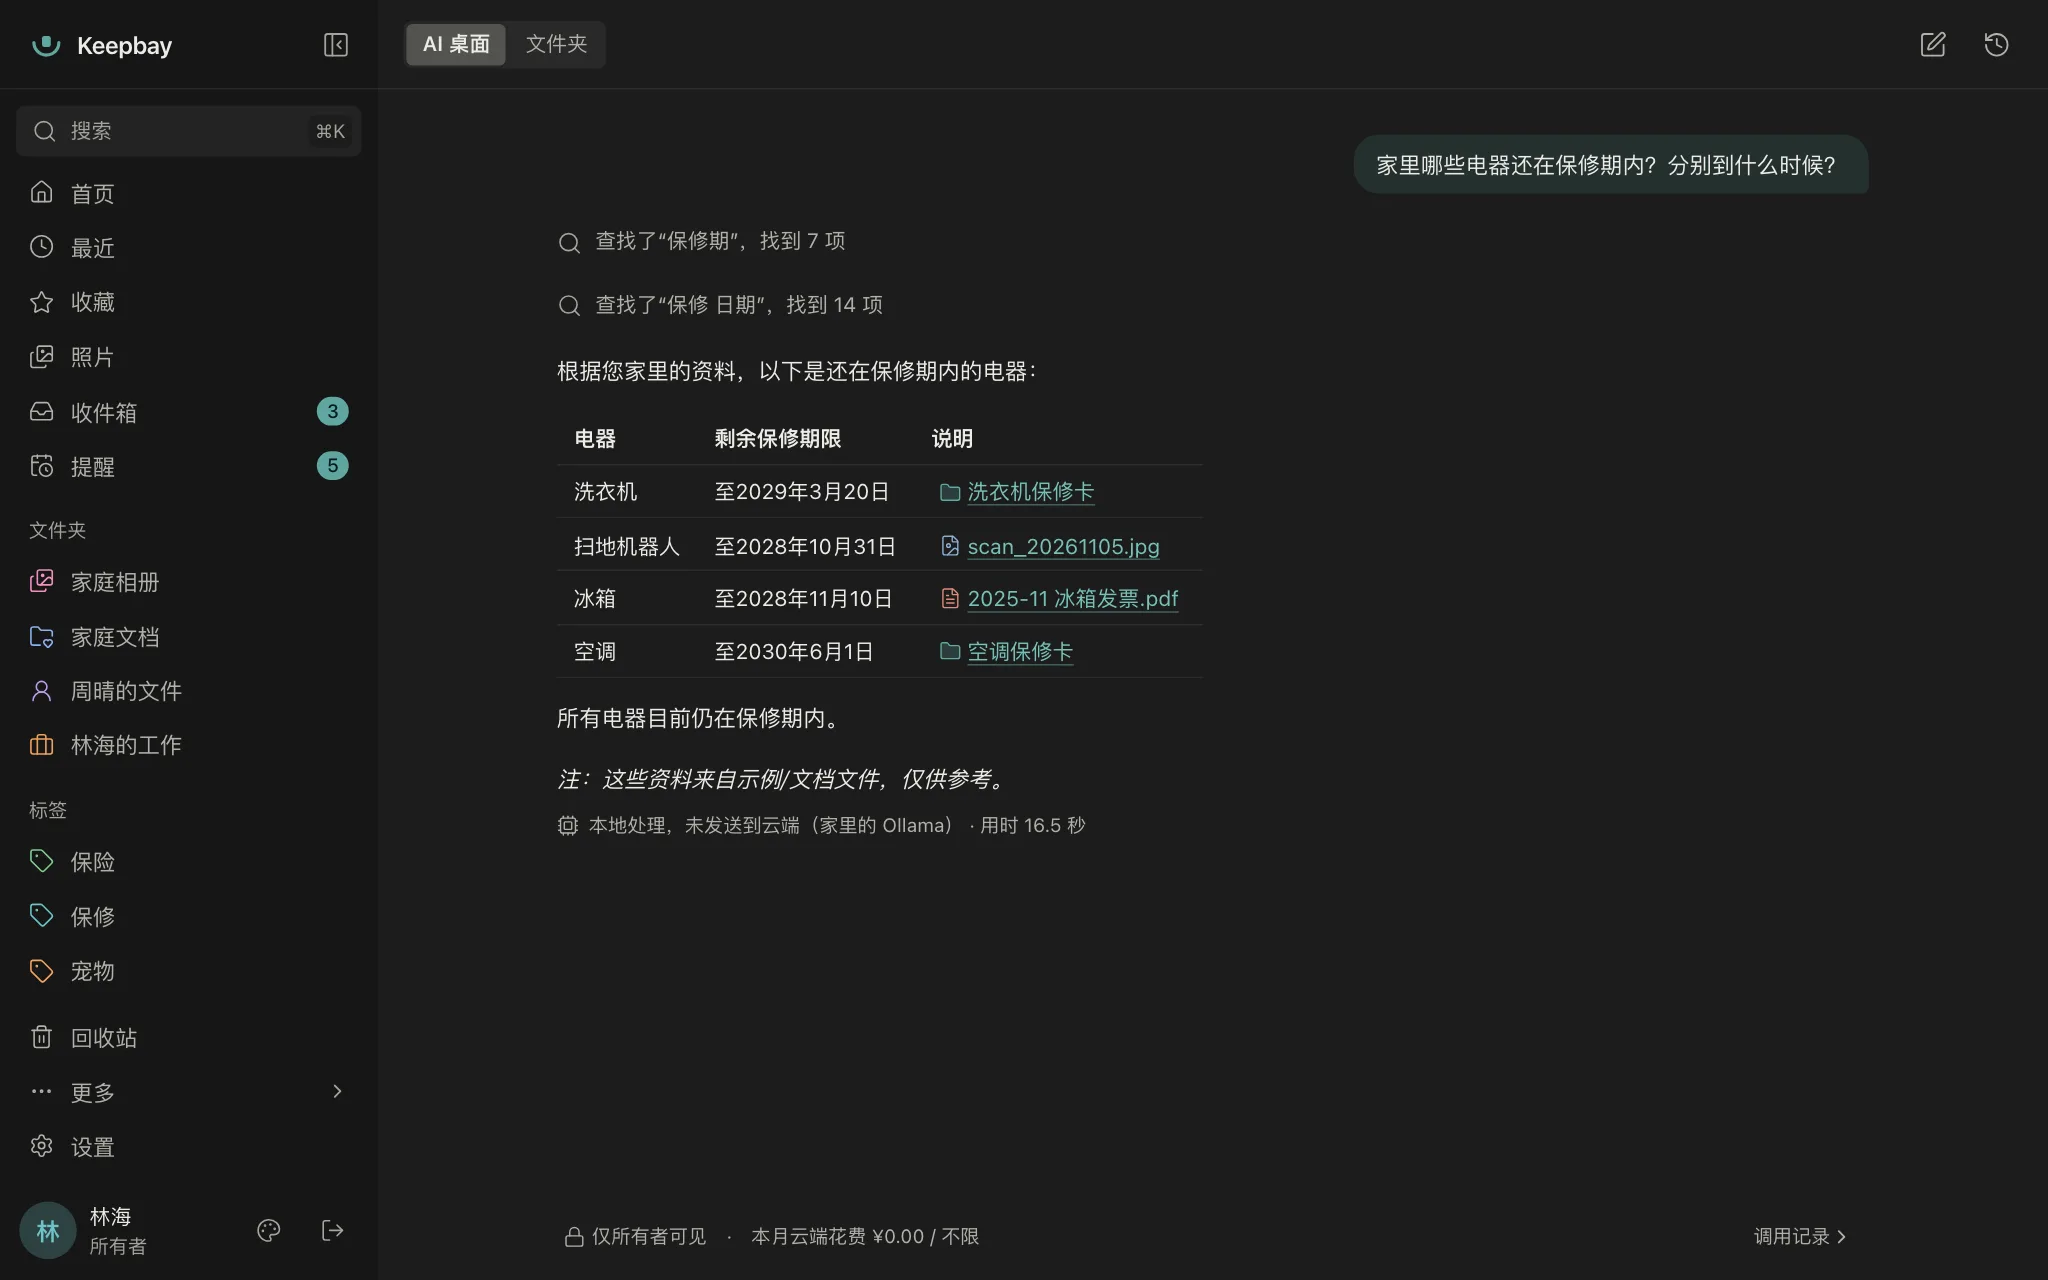 Keepbay
搜索 ⌘K
首页
最近
收藏
照片
收件箱 3
提醒 5
文件夹
家庭相册
家庭文档
周晴的文件
林海的工作
标签
保险
保修
宠物
回收站
更多
设置
林 林海
所有者
AI 桌面 文件夹
家里哪些电器还在保修期内？分别到什么时候？
查找了“保修期”，找到 7 项
查找了“保修 日期”，找到 14 项
根据您家里的资料，以下是还在保修期内的电器：
电器 剩余保修期限 说明
洗衣机 至2029年3月20日 洗衣机保修卡
扫地机器人 至2028年10月31日 scan_20261105.jpg
冰箱 至2028年11月10日 2025-11 冰箱发票.pdf
空调 至2030年6月1日 空调保修卡
所有电器目前仍在保修期内。
注：这些资料来自示例/文档文件，仅供参考。
本地处理，未发送到云端（家里的 Ollama） · 用时 16.5 秒
仅所有者可见 · 本月云端花费 ¥0.00 / 不限
调用记录